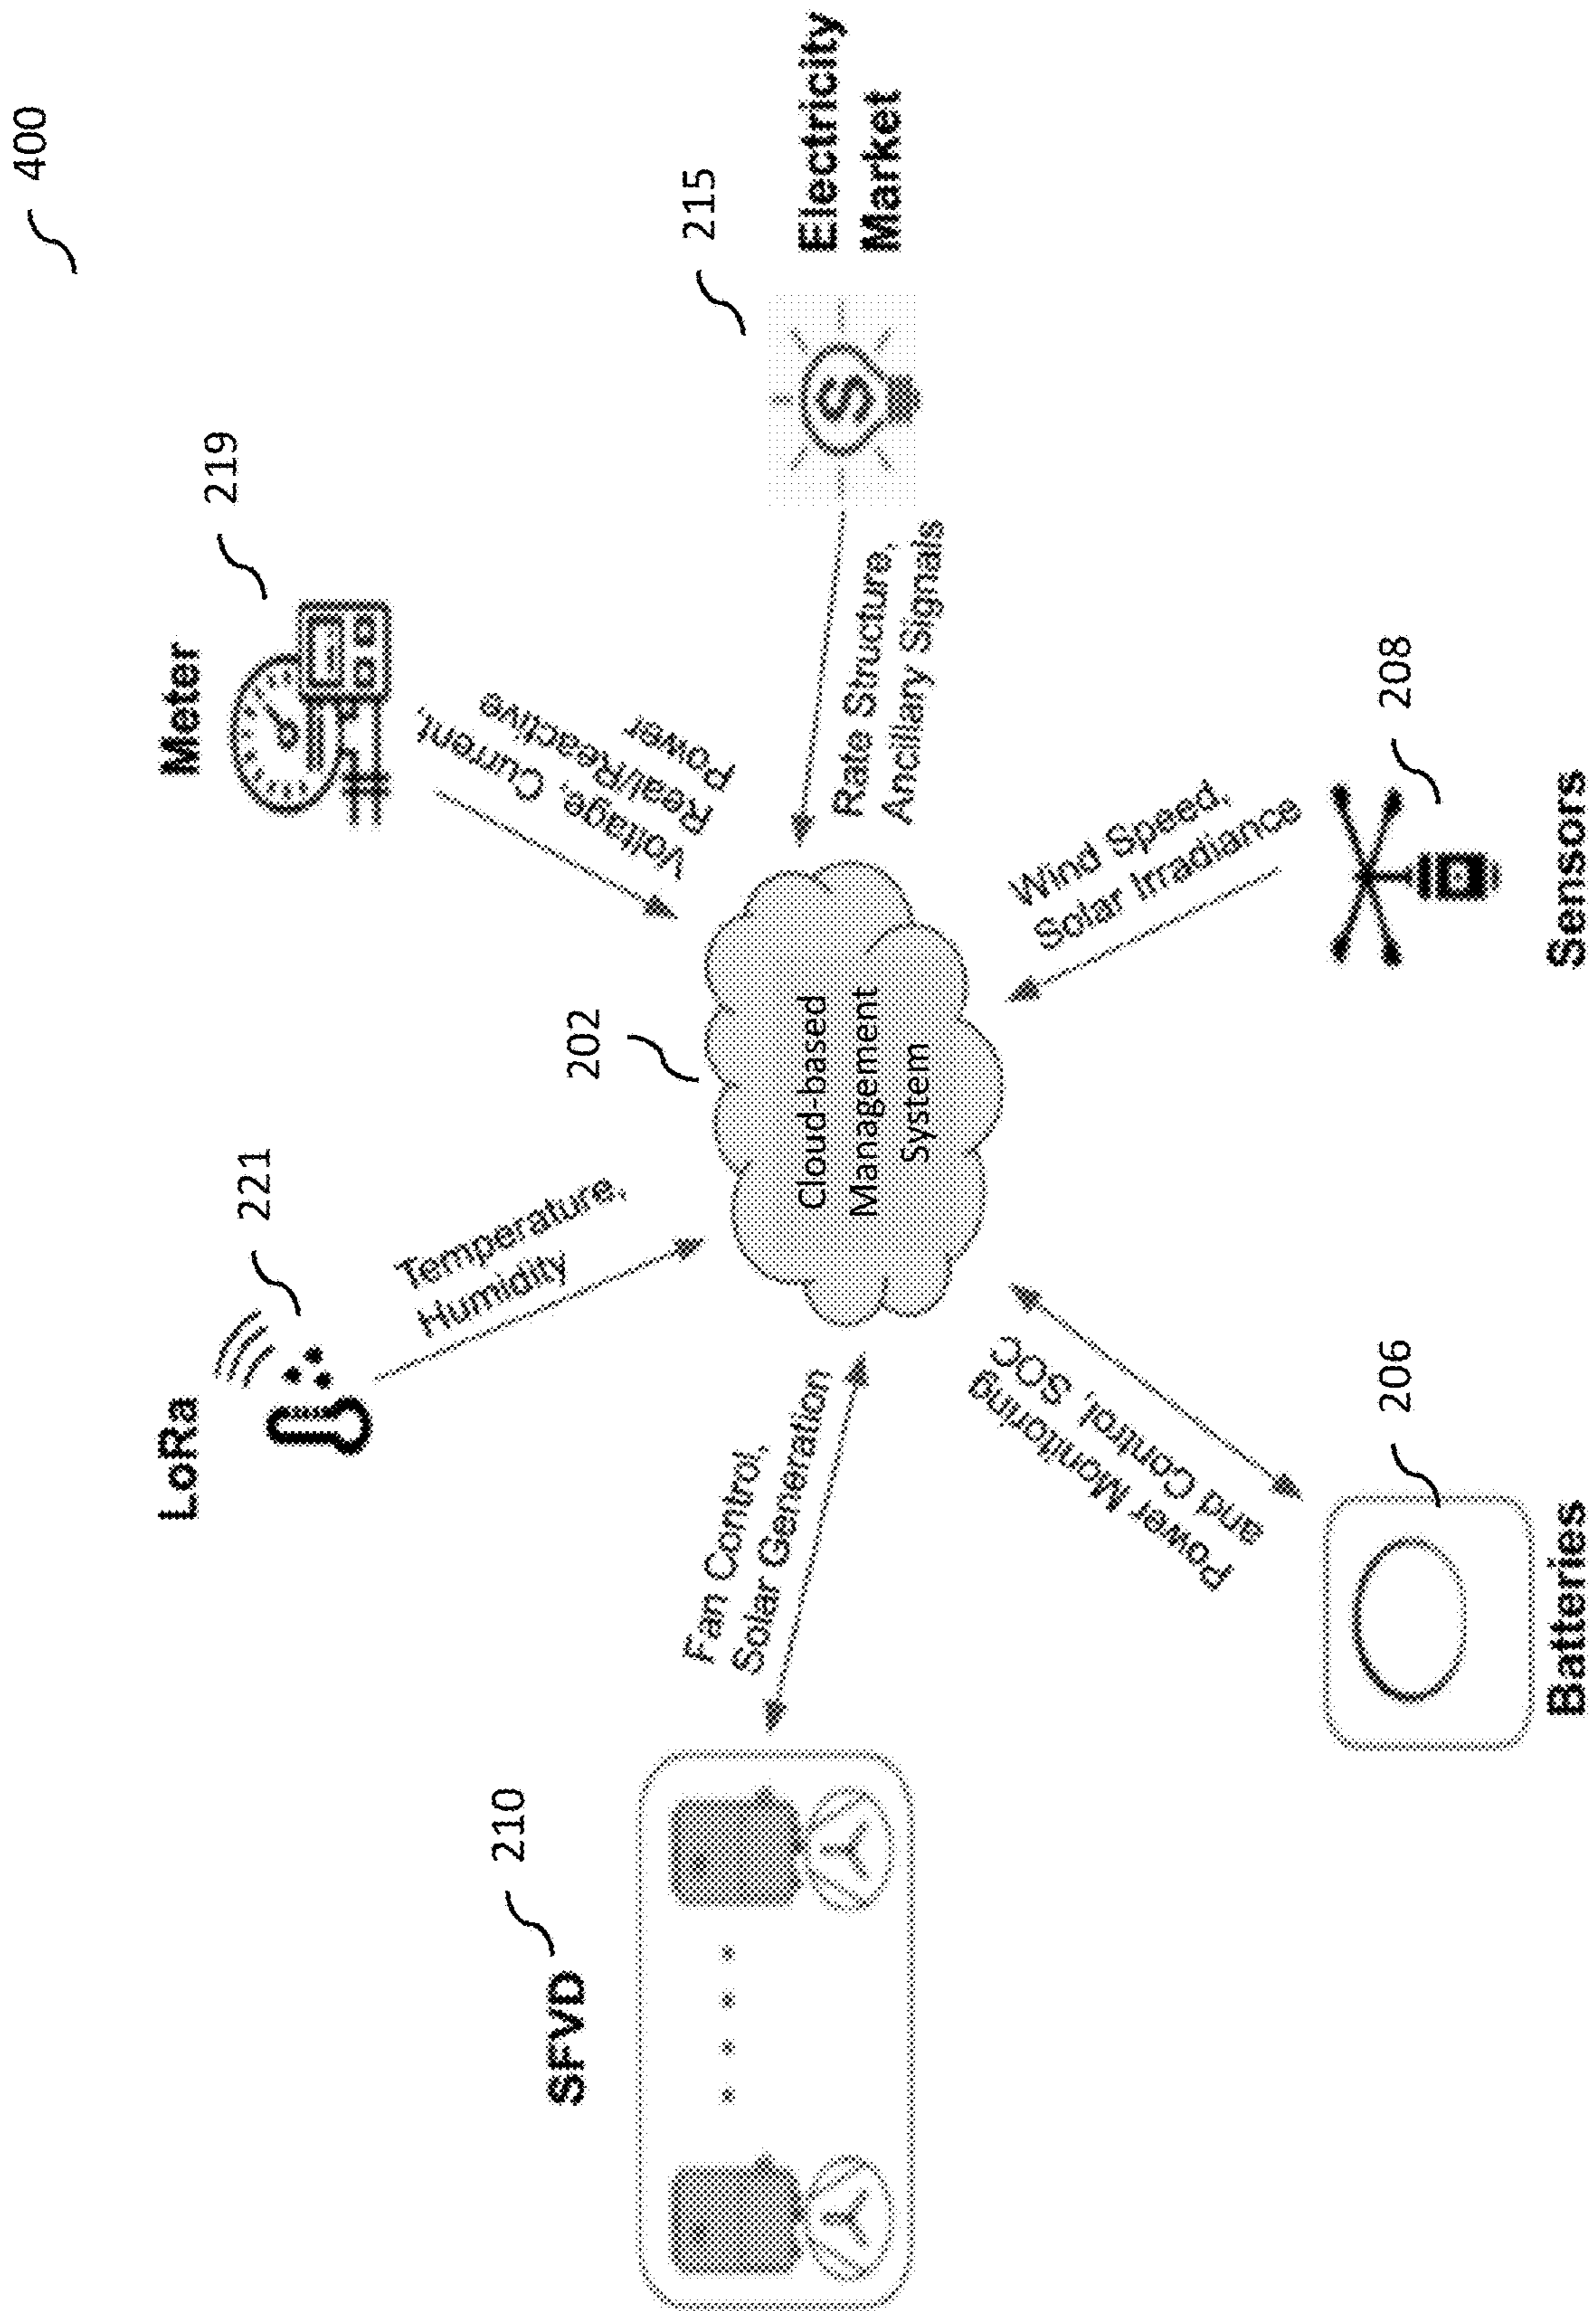 400
LoRa
221
Meter
219
Temperature,
Humidity
Voltage, Current,
Real/Reactive
Power
SFVD
210
202
Fan Control,
Solar Generation
Cloud-based
Management
System
215
Electricity
Market
Rate Structure,
Ancillary Signals
Power Monitoring
and Control, SOC
Wind Speed,
Solar Irradiance
206
208
Batteries
Sensors
S